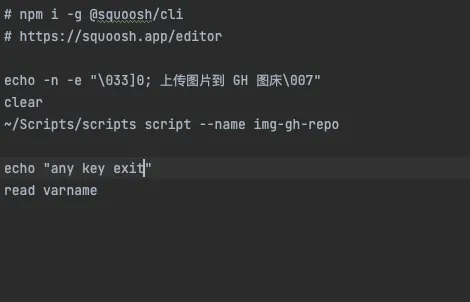 # npm i -g @squoosh/cli
# https://squoosh.app/editor
echo -n -e "\033]0; 上传图片到 GH 图床\007"
clear
~/Scripts/scripts script --name img-gh-repo
echo "any key exit"
read varname